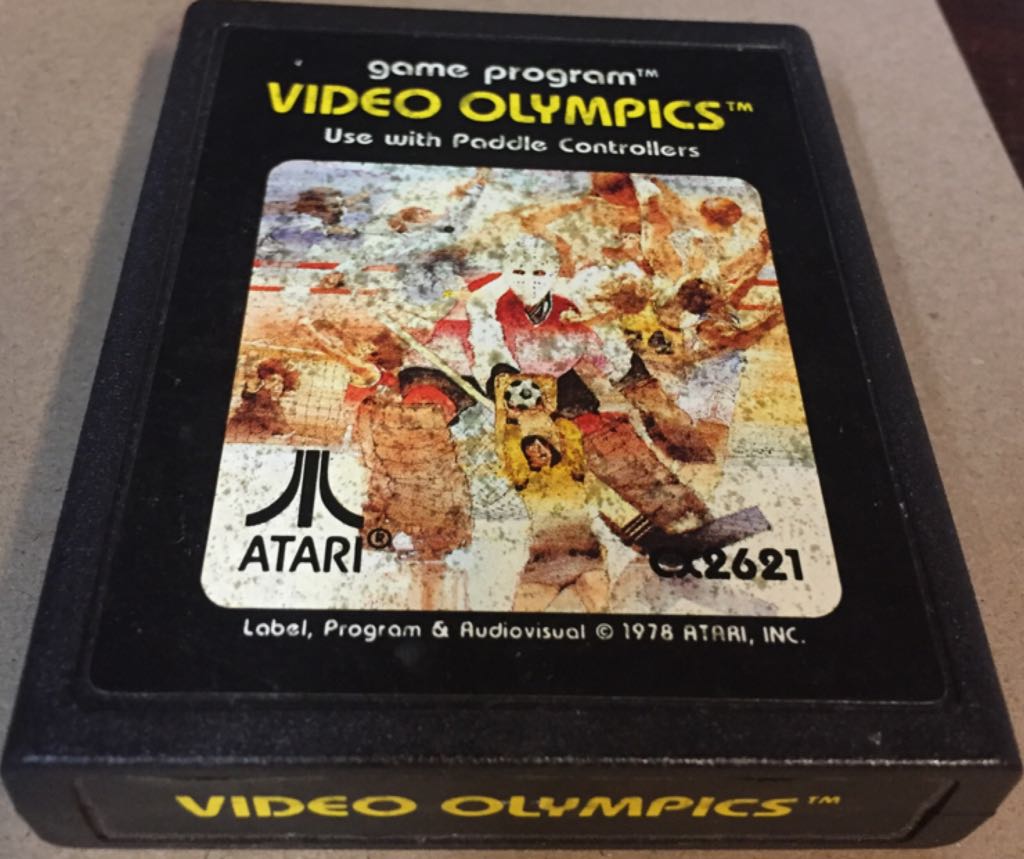 game program™
VIDEO OLYMPICS™
Use with Paddle Controllers
ATARI®
CX2621
Label, Program & Audiovisual © 1978 ATARI, INC.
VIDEO OLYMPICS™